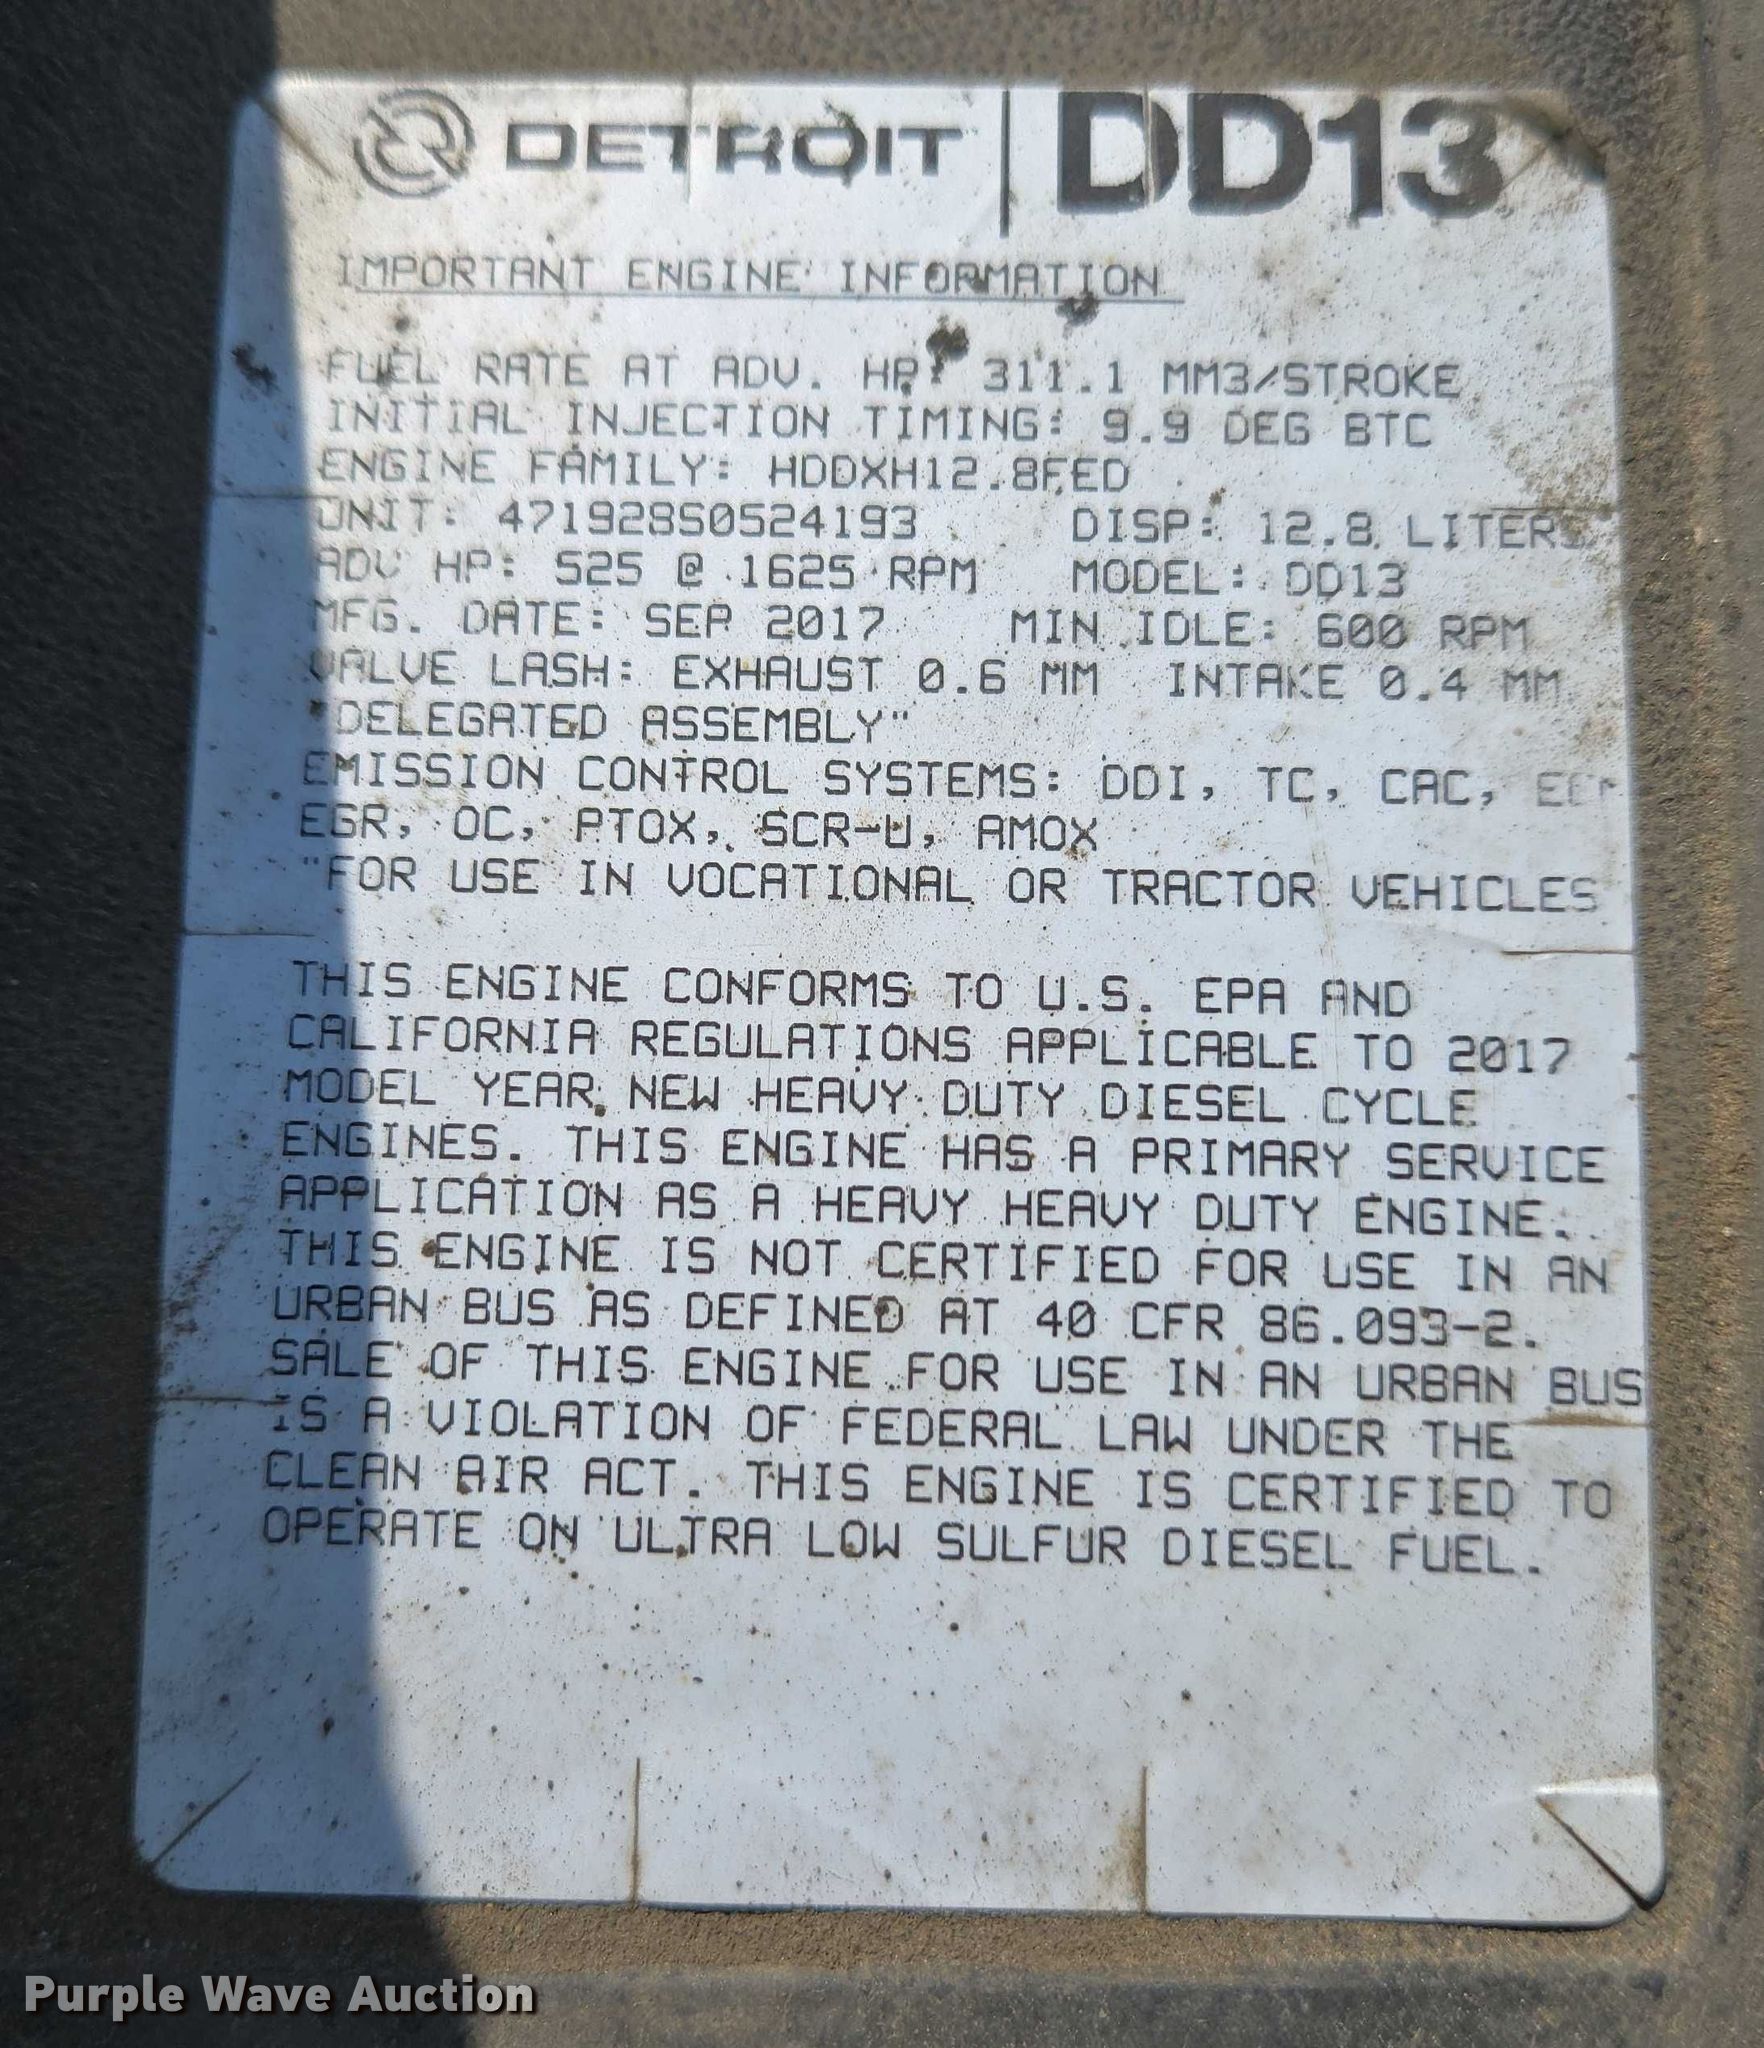 DETROIT | DD13
IMPORTANT ENGINE INFORMATION
FUEL RATE AT ADV. HP: 311.1 MM3/STROKE
INITIAL INJECTION TIMING: 9.9 DEG BTC
ENGINE FAMILY: HDDXH12.8FED
UNIT: 471928S0524193 DISP: 12.8 LITERS
ADV HP: 525 @ 1625 RPM MODEL: DD13
MFG. DATE: SEP 2017 MIN IDLE: 600 RPM
VALVE LASH: EXHAUST 0.6 MM INTAKE 0.4 MM
"DELEGATED ASSEMBLY"
EMISSION CONTROL SYSTEMS: DDI, TC, CAC,
EGR, OC, PTOX, SCR-U, AMOX
"FOR USE IN VOCATIONAL OR TRACTOR VEHICLES
THIS ENGINE CONFORMS TO U.S. EPA AND
CALIFORNIA REGULATIONS APPLICABLE TO 2017
MODEL YEAR NEW HEAVY DUTY DIESEL CYCLE
ENGINES. THIS ENGINE HAS A PRIMARY SERVICE
APPLICATION AS A HEAVY HEAVY DUTY ENGINE.
THIS ENGINE IS NOT CERTIFIED FOR USE IN AN
URBAN BUS AS DEFINED AT 40 CFR 86.093-2.
SALE OF THIS ENGINE FOR USE IN AN URBAN BUS
IS A VIOLATION OF FEDERAL LAW UNDER THE
CLEAN AIR ACT. THIS ENGINE IS CERTIFIED TO
OPERATE ON ULTRA LOW SULFUR DIESEL FUEL.
Purple Wave Auction